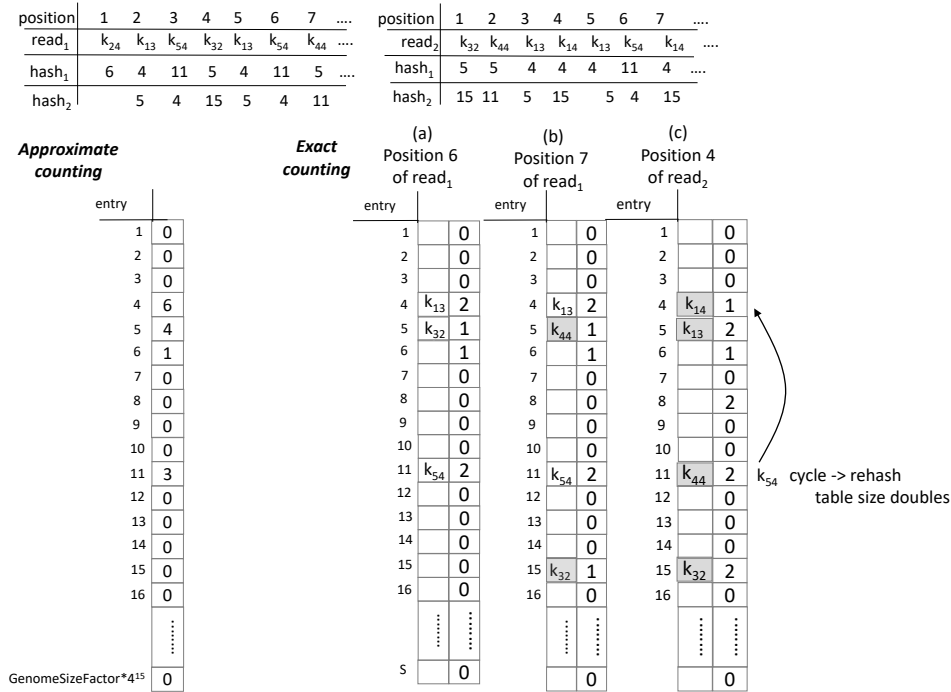 position 1 2 3 4 5 6 7 ....
read₁ k₂₄ k₁₃ k₅₄ k₃₂ k₁₃ k₅₄ k₄₄ ....
hash₁ 6 4 11 5 4 11 5 ....
hash₂ 5 4 15 5 4 11
position 1 2 3 4 5 6 7 ....
read₂ k₃₂ k₄₄ k₁₃ k₁₄ k₁₃ k₅₄ k₁₄ ....
hash₁ 5 5 4 4 4 11 4 ....
hash₂ 15 11 5 15 5 4 15
Approximate
counting
entry
1 0
2 0
3 0
4 6
5 4
6 1
7 0
8 0
9 0
10 0
11 3
12 0
13 0
14 0
15 0
16 0
........
GenomeSizeFactor*4¹⁵ 0
Exact
counting
(a)
Position 6
of read₁
entry
1 0
2 0
3 0
4 k₁₃ 2
5 k₃₂ 1
6 1
7 0
8 0
9 0
10 0
11 k₅₄ 2
12 0
13 0
14 0
15 0
16 0
........ ........
S 0
(b)
Position 7
of read₁
entry
1 0
2 0
3 0
4 k₁₃ 2
5 k₄₄ 1
6 1
7 0
8 0
9 0
10 0
11 k₅₄ 2
12 0
13 0
14 0
15 k₃₂ 1
16 0
........ ........
0
(c)
Position 4
of read₂
entry
1 0
2 0
3 0
4 k₁₄ 1
5 k₁₃ 2
6 1
7 0
8 2
9 0
10 0
11 k₄₄ 2
12 0
13 0
14 0
15 k₃₂ 2
16 0
........ ........
0
k₅₄ cycle -> rehash
table size doubles